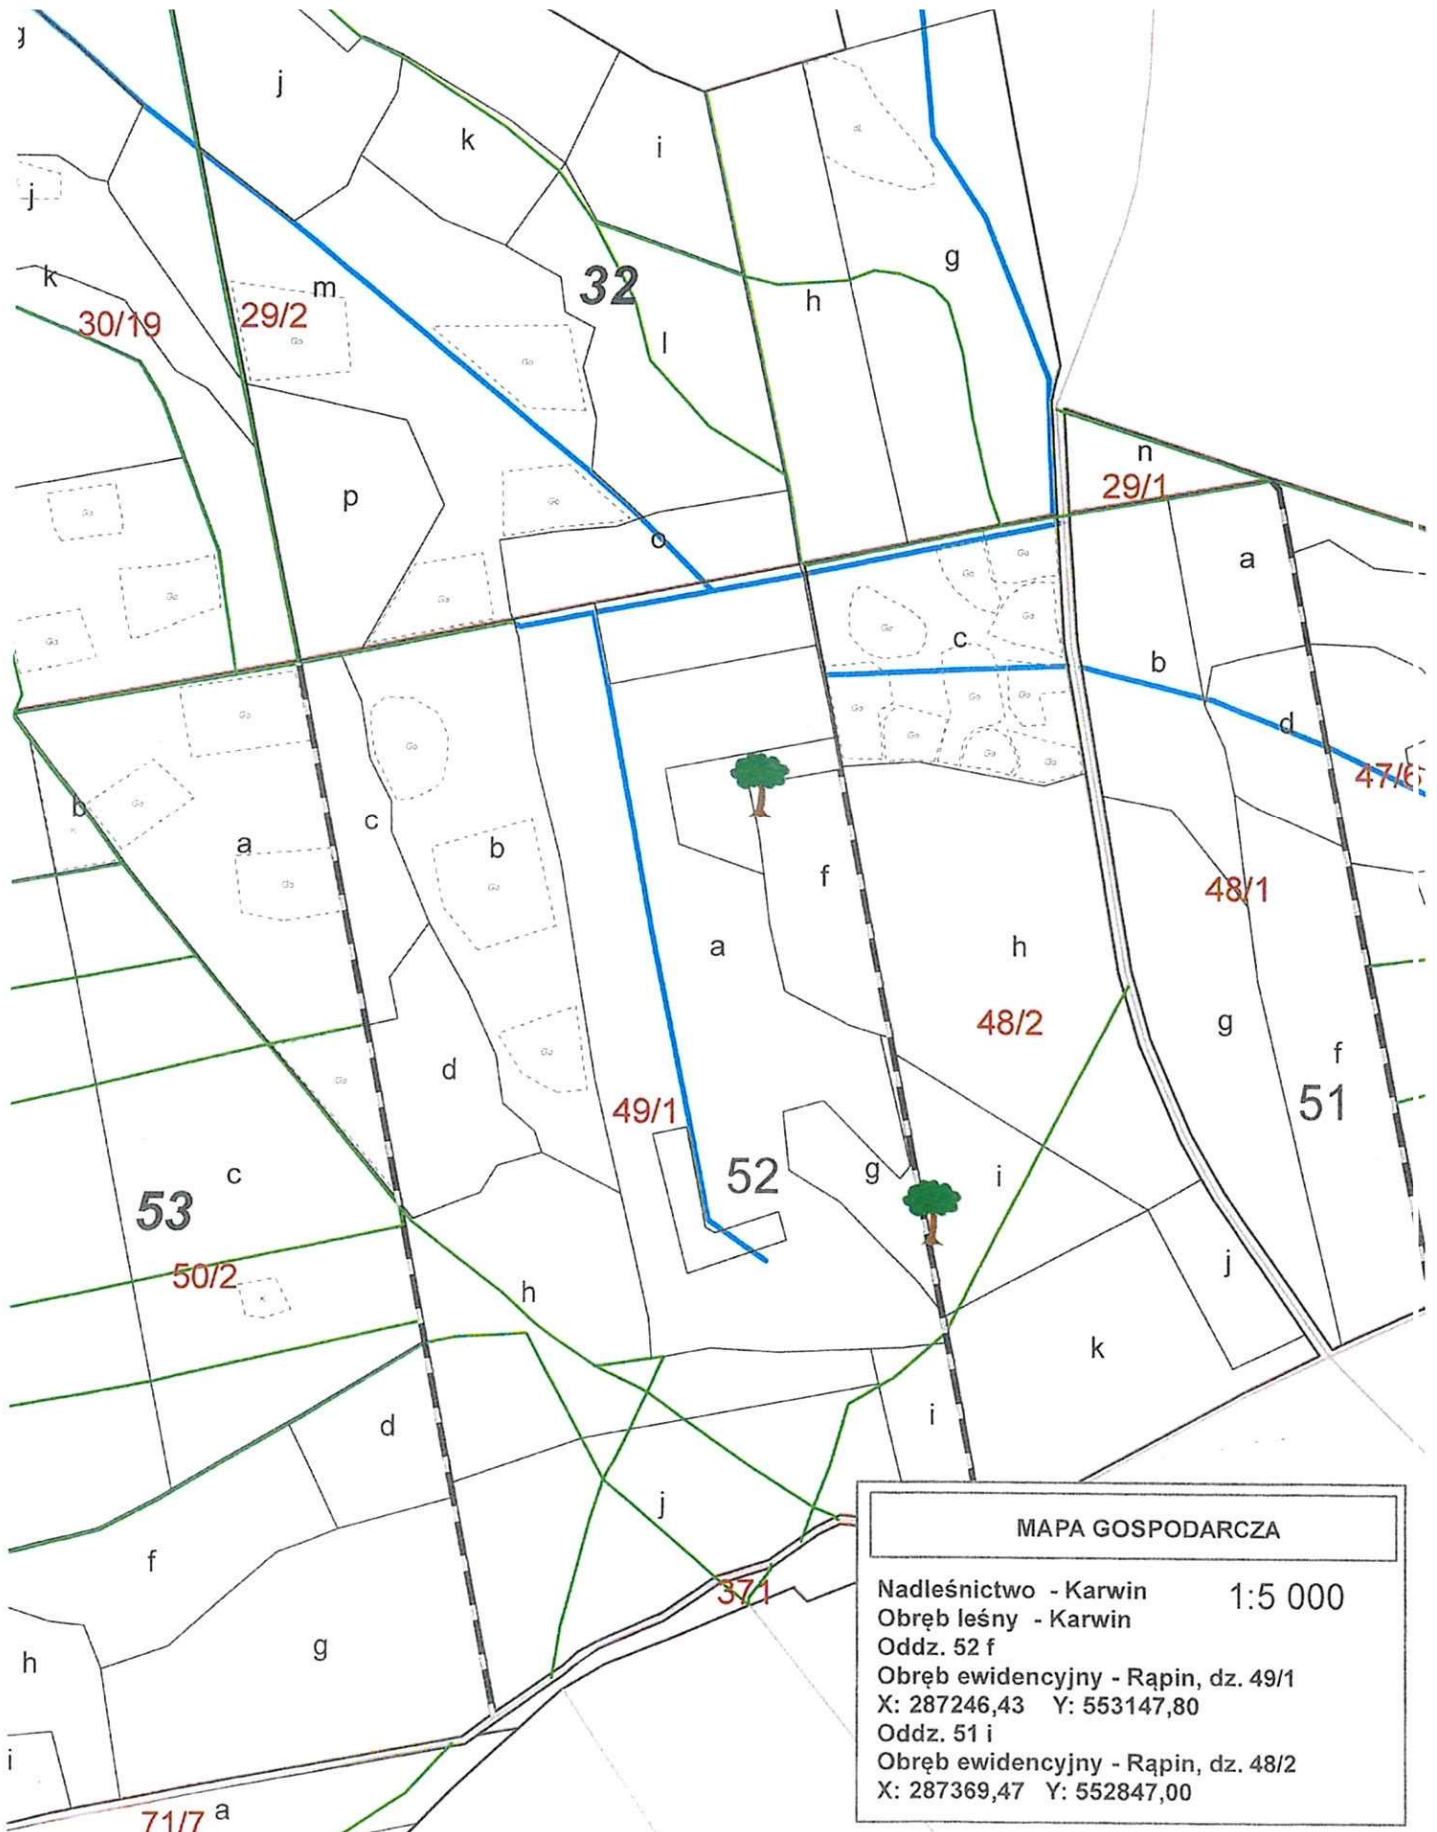 g
j
k
i
j
g
k
m
32
h
30/19
29/2
l
n
29/1
p
o
a
c
b
d
47/6
b
a
c
b
f
48/1
a
h
48/2
g
f
d
51
49/1
c
52
g
i
53
50/2
h
j
k
d
i
j
f
371
g
h
i
71/7
a
MAPA GOSPODARCZA
Nadleśnictwo - Karwin 1:5 000
Obręb leśny - Karwin
Oddz. 52 f
Obręb ewidencyjny - Rąpin, dz. 49/1
X: 287246,43 Y: 553147,80
Oddz. 51 i
Obręb ewidencyjny - Rąpin, dz. 48/2
X: 287369,47 Y: 552847,00